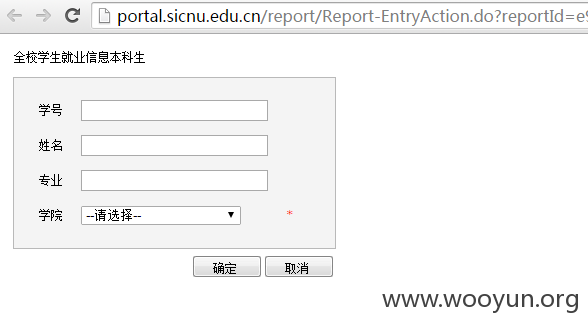 portal.sicnu.edu.cn/report/Report-EntryAction.do?reportId=e9
全校学生就业信息本科生
学号
姓名
专业
学院 --请选择-- *
确定 取消
www.wooyun.org